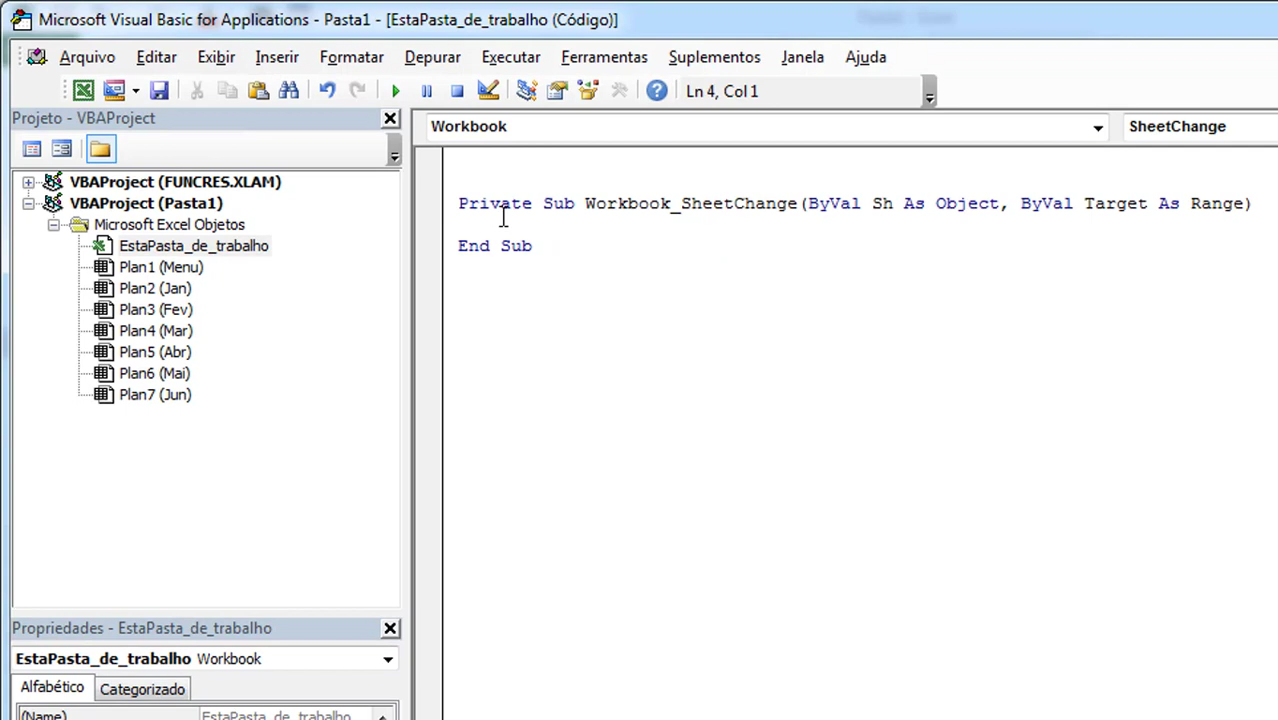 Microsoft Visual Basic for Applications - Pasta1 - [EstaPasta_de_trabalho (Código)]
Arquivo Editar Exibir Inserir Formatar Depurar Executar Ferramentas Suplementos Janela Ajuda
Ln 4, Col 1
Projeto - VBAProject
Workbook
SheetChange
VBAProject (FUNCRES.XLAM)
VBAProject (Pasta1)
Microsoft Excel Objetos
EstaPasta_de_trabalho
Plan1 (Menu)
Plan2 (Jan)
Plan3 (Fev)
Plan4 (Mar)
Plan5 (Abr)
Plan6 (Mai)
Plan7 (Jun)
Private Sub Workbook_SheetChange(ByVal Sh As Object, ByVal Target As Range)
End Sub
Propriedades - EstaPasta_de_trabalho
EstaPasta_de_trabalho Workbook
Alfabético Categorizado
(Name) EstaPasta_de_trabalho